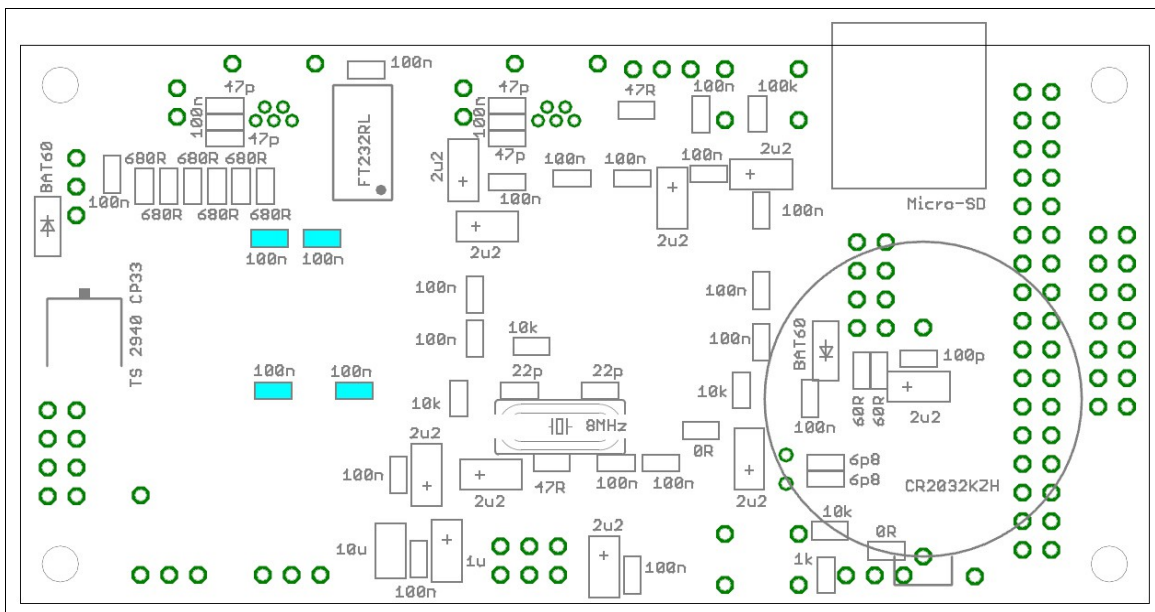 100n
47p
100n
47p
FT232RL
47p
100n
47p
47R
100n
100k
BAT60
680R 680R 680R
680R 680R 680R
100n
2u2
100n
2u2
100n
100n
100n
2u2
2u2
100n
Micro-SD
100n
100n
TS 2940 CP33
100n
100n
10k
100n
100n
BAT60
100p
100n
100n
22p
22p
10k
10k
60R
60R
2u2
100n
8MHz
0R
2u2
100n
2u2
47R
100n
100n
2u2
6p8
6p8
CR2032KZH
10k
0R
2u2
10u
100n
1u
100n
1k